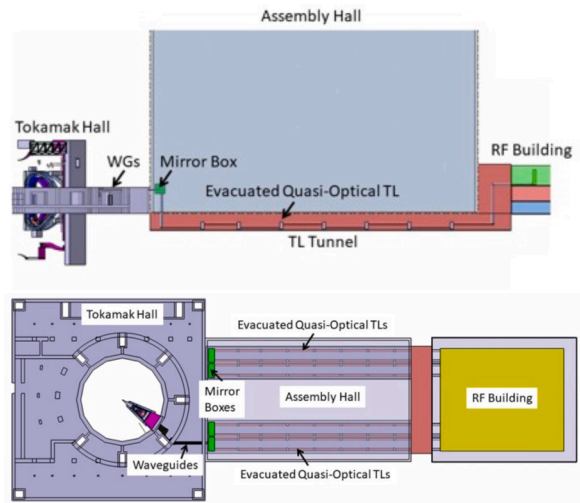 Assembly Hall
Tokamak Hall
WGs
Mirror Box
RF Building
Evacuated Quasi-Optical TL
TL Tunnel
Tokamak Hall
Evacuated Quasi-Optical TLs
Mirror
Boxes
Assembly Hall
RF Building
Waveguides
Evacuated Quasi-Optical TLs